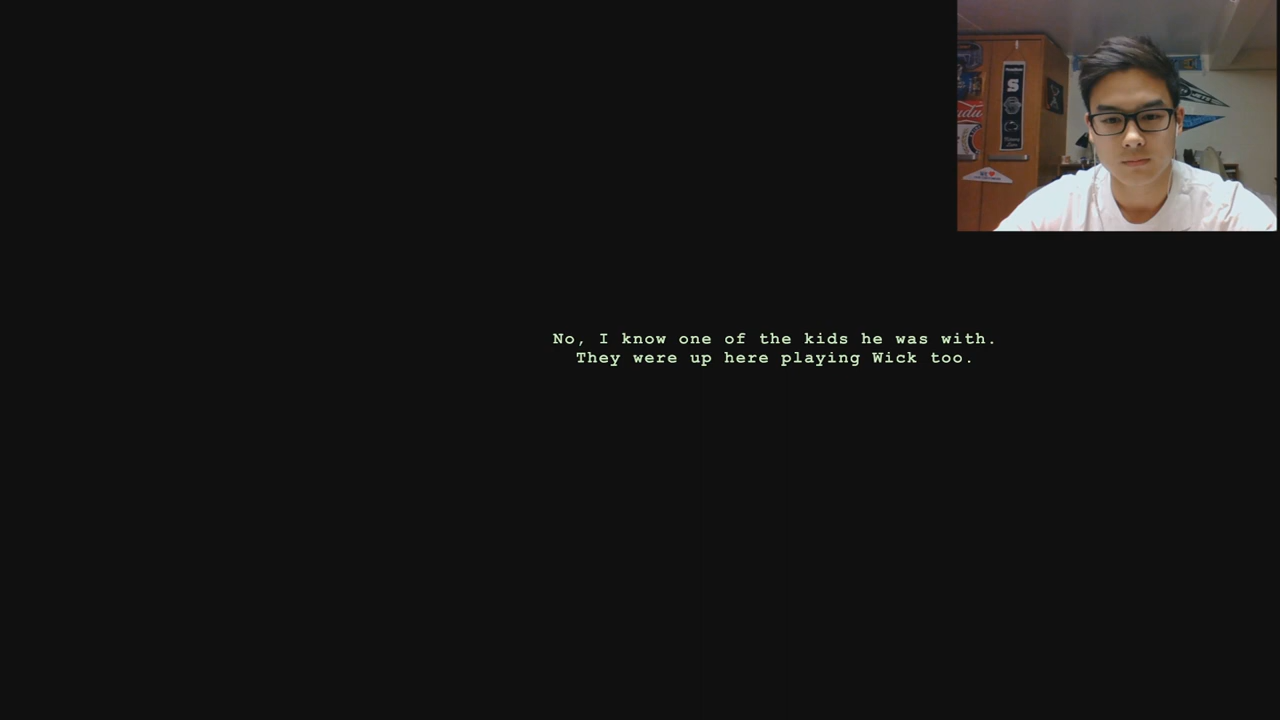 No, I know one of the kids he was with.
They were up here playing Wick too.
S